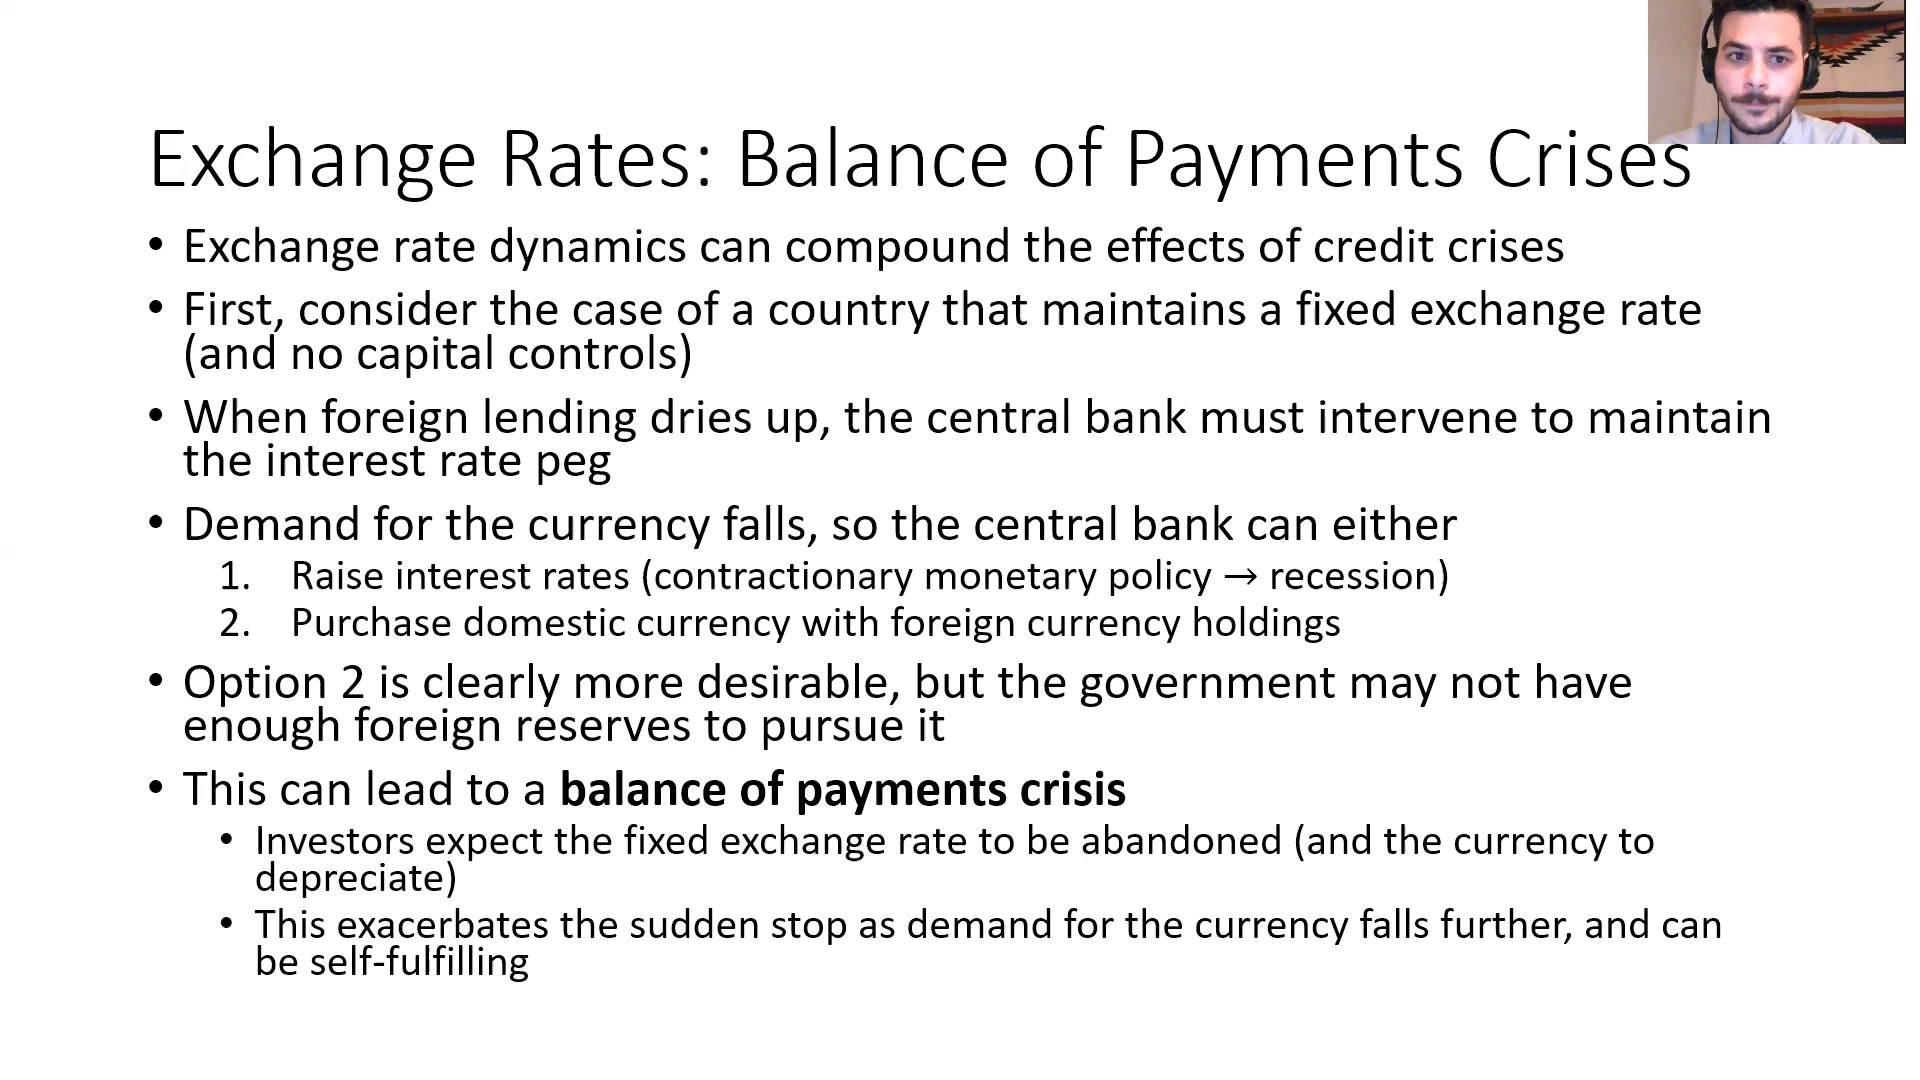 Exchange Rates: Balance of Payments Crises
• Exchange rate dynamics can compound the effects of credit crises
• First, consider the case of a country that maintains a fixed exchange rate
(and no capital controls)
• When foreign lending dries up, the central bank must intervene to maintain
the interest rate peg
• Demand for the currency falls, so the central bank can either
1. Raise interest rates (contractionary monetary policy → recession)
2. Purchase domestic currency with foreign currency holdings
• Option 2 is clearly more desirable, but the government may not have
enough foreign reserves to pursue it
• This can lead to a balance of payments crisis
• Investors expect the fixed exchange rate to be abandoned (and the currency to
depreciate)
• This exacerbates the sudden stop as demand for the currency falls further, and can
be self-fulfilling